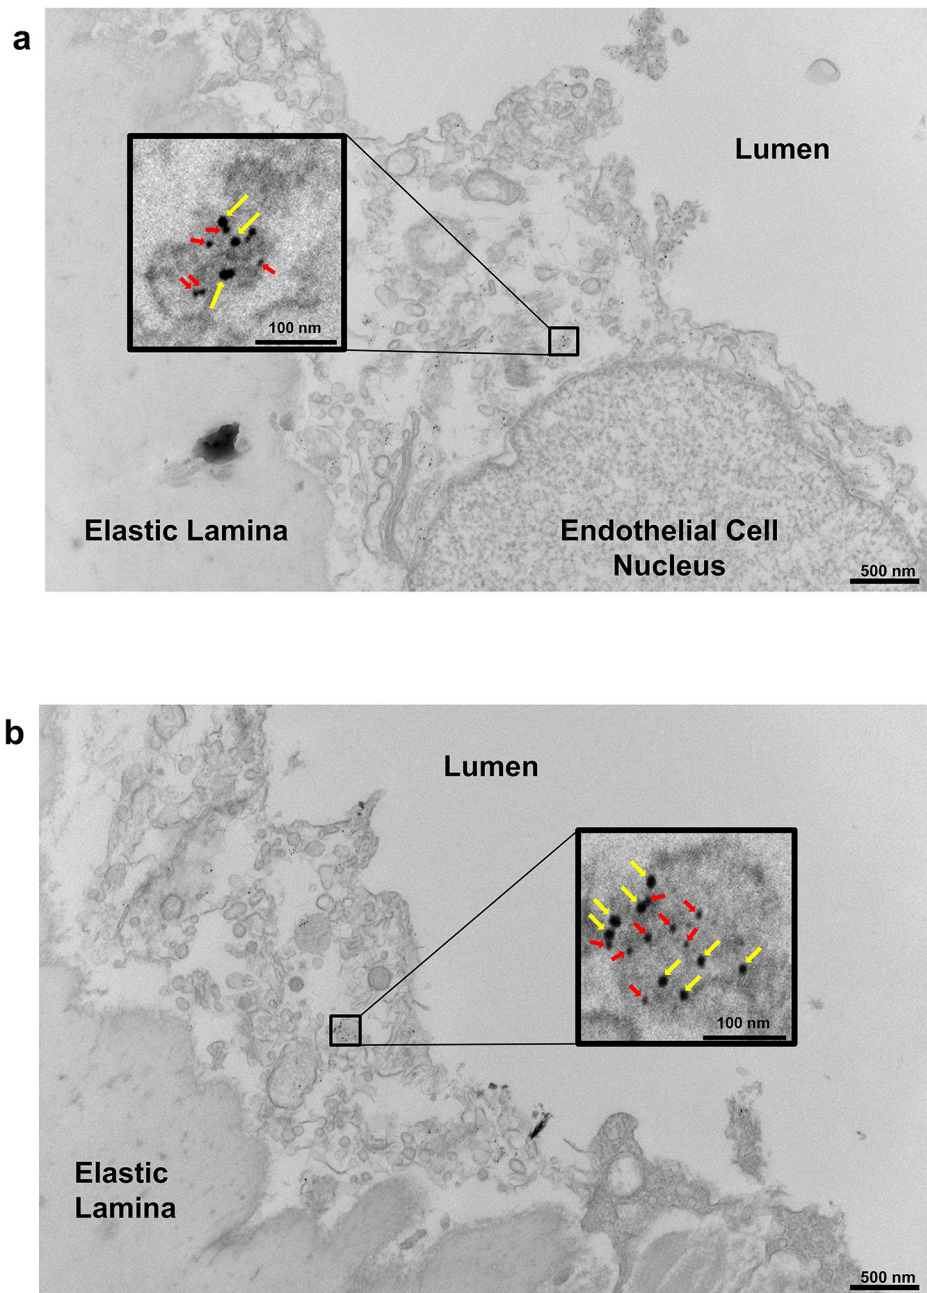 a
Lumen
100 nm
Elastic Lamina
Endothelial Cell
Nucleus
500 nm
b
Lumen
100 nm
Elastic
Lamina
500 nm